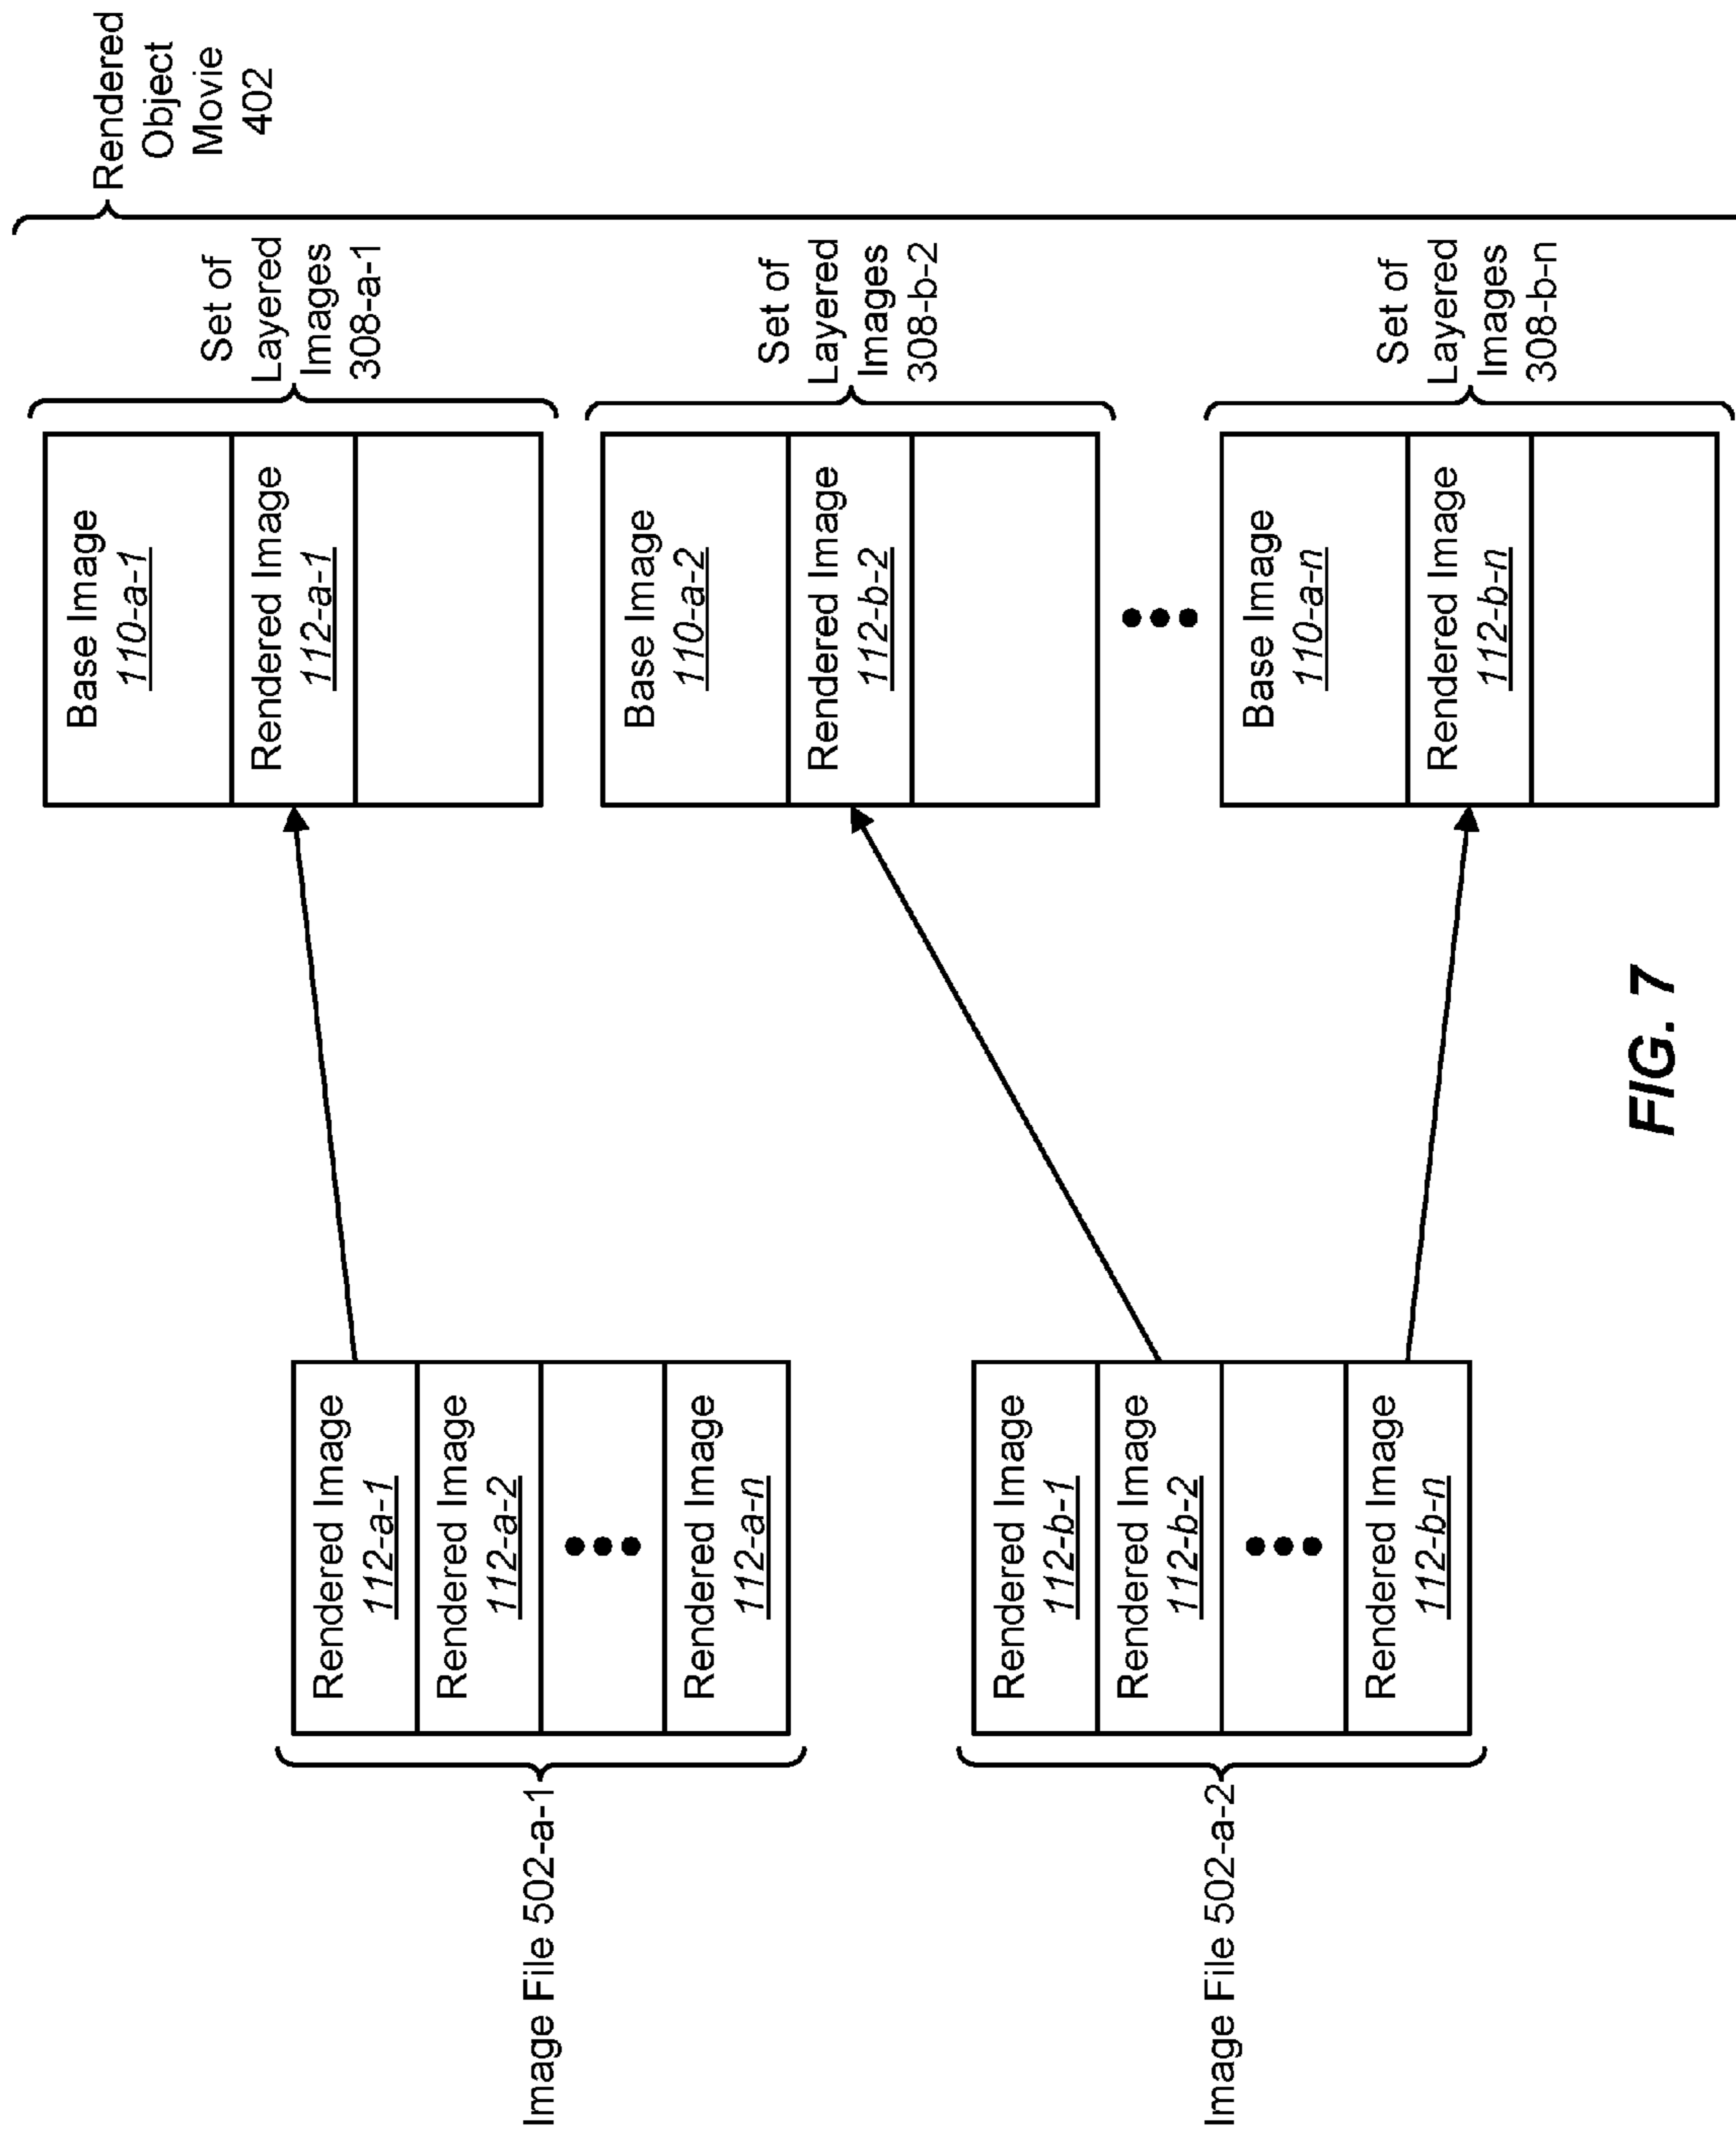 Image File 502-a-1
Rendered Image
112-a-1
Rendered Image
112-a-2
Rendered Image
112-a-n
Image File 502-a-2
Rendered Image
112-b-1
Rendered Image
112-b-2
Rendered Image
112-b-n
Base Image
110-a-1
Rendered Image
112-a-1
Set of
Layered
Images
308-a-1
Base Image
110-a-2
Rendered Image
112-b-2
Set of
Layered
Images
308-b-2
Base Image
110-a-n
Rendered Image
112-b-n
Set of
Layered
Images
308-b-n
Rendered
Object
Movie
402
FIG. 7